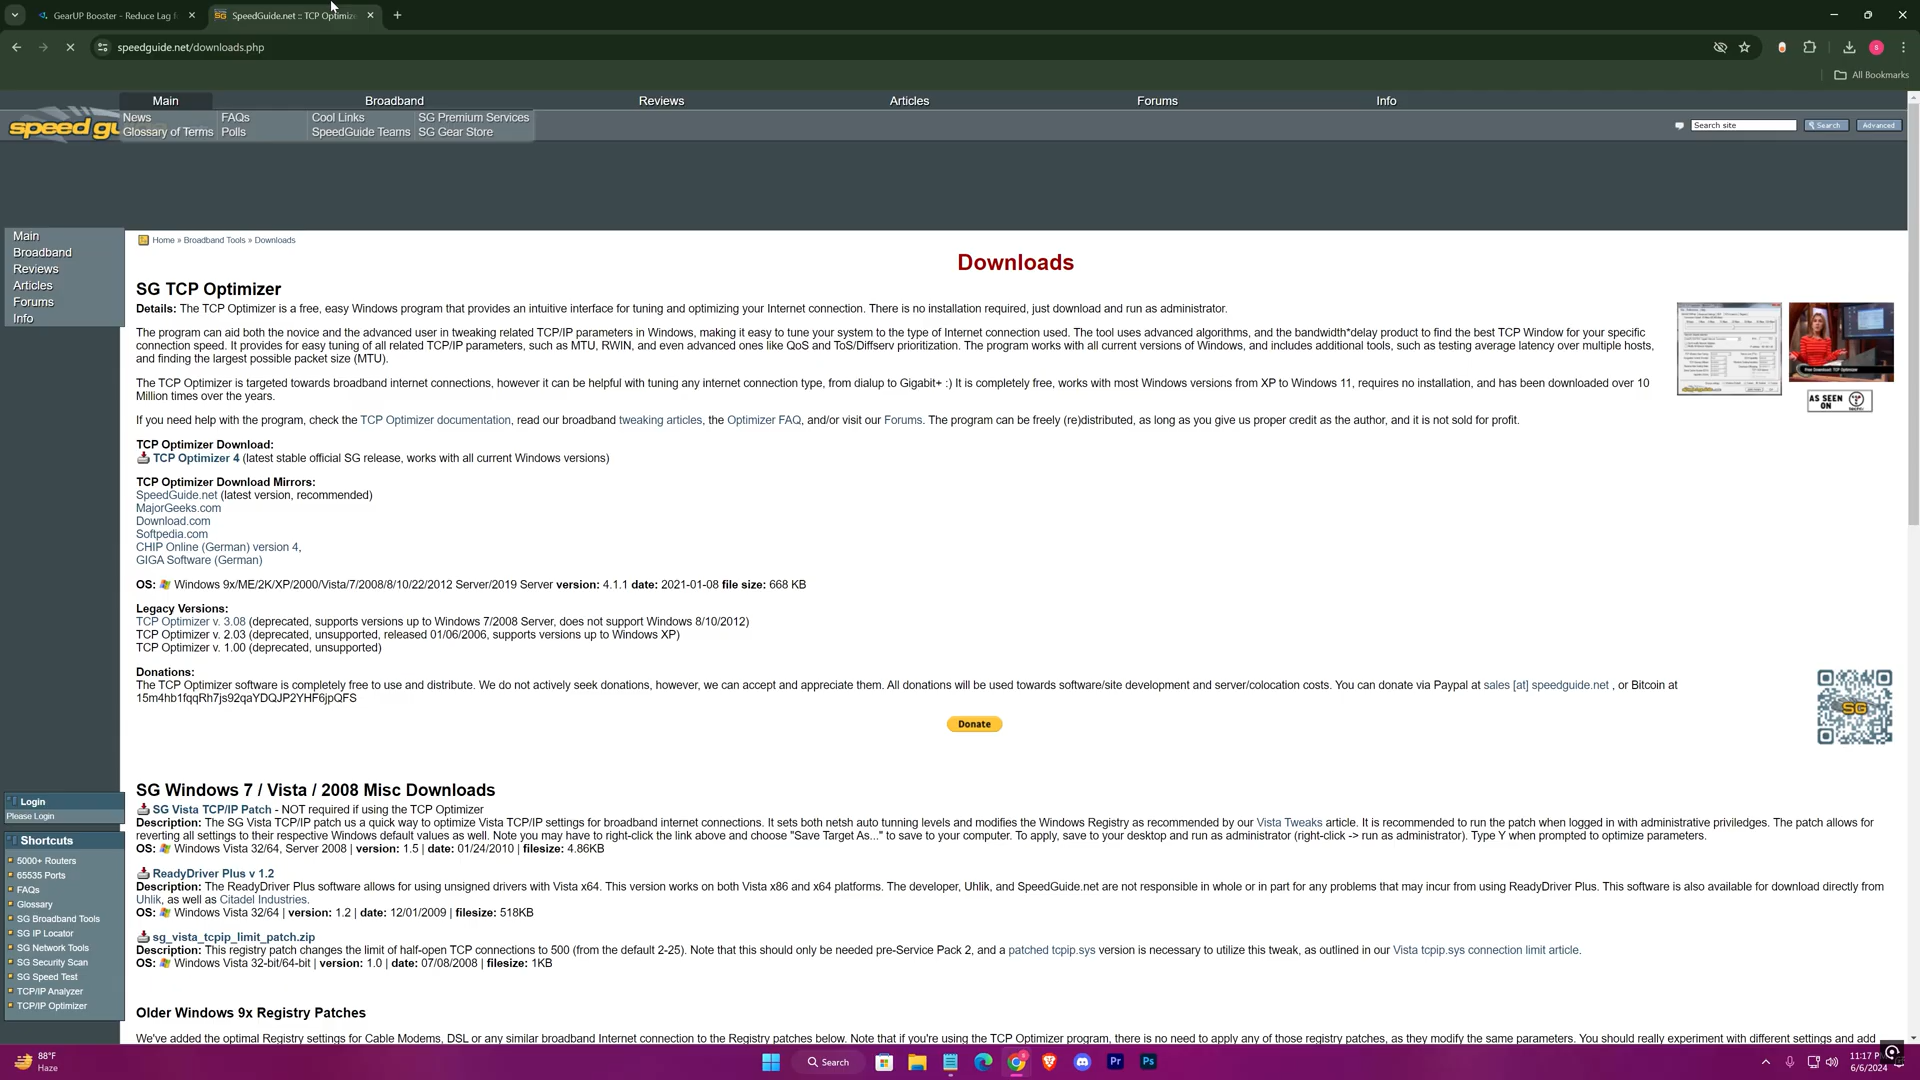 GearUP Booster - Reduce Lag f
SpeedGuide.net :: TCP Optimiz
speedguide.net/downloads.php
All Bookmarks
Main Broadband Reviews Articles Forums Info
speed gu
News FAQs Cool Links SG Premium Services
Glossary of Terms Polls SpeedGuide Teams SG Gear Store
Search site Search Advanced
Main
Broadband
Reviews
Articles
Forums
Info
Home » Broadband Tools » Downloads
Downloads
SG TCP Optimizer
Details: The TCP Optimizer is a free, easy Windows program that provides an intuitive interface for tuning and optimizing your Internet connection. There is no installation required, just download and run as administrator.
The program can aid both the novice and the advanced user in tweaking related TCP/IP parameters in Windows, making it easy to tune your system to the type of Internet connection used. The tool uses advanced algorithms, and the bandwidth*delay product to find the best TCP Window for your specific
connection speed. It provides for easy tuning of all related TCP/IP parameters, such as MTU, RWIN, and even advanced ones like QoS and ToS/Diffserv prioritization. The program works with all current versions of Windows, and includes additional tools, such as testing average latency over multiple hosts,
and finding the largest possible packet size (MTU).
The TCP Optimizer is targeted towards broadband internet connections, however it can be helpful with tuning any internet connection type, from dialup to Gigabit+ :) It is completely free, works with most Windows versions from XP to Windows 11, requires no installation, and has been downloaded over 10
Million times over the years.
AS SEEN
ON
If you need help with the program, check the TCP Optimizer documentation, read our broadband tweaking articles, the Optimizer FAQ, and/or visit our Forums. The program can be freely (re)distributed, as long as you give us proper credit as the author, and it is not sold for profit.
TCP Optimizer Download:
TCP Optimizer 4 (latest stable official SG release, works with all current Windows versions)
TCP Optimizer Download Mirrors:
SpeedGuide.net (latest version, recommended)
MajorGeeks.com
Download.com
Softpedia.com
CHIP Online (German) version 4,
GIGA Software (German)
OS: Windows 9x/ME/2K/XP/2000/Vista/7/2008/8/10/22/2012 Server/2019 Server version: 4.1.1 date: 2021-01-08 file size: 668 KB
Legacy Versions:
TCP Optimizer v. 3.08 (deprecated, supports versions up to Windows 7/2008 Server, does not support Windows 8/10/2012)
TCP Optimizer v. 2.03 (deprecated, unsupported, released 01/06/2006, supports versions up to Windows XP)
TCP Optimizer v. 1.00 (deprecated, unsupported)
Donations:
The TCP Optimizer software is completely free to use and distribute. We do not actively seek donations, however, we can accept and appreciate them. All donations will be used towards software/site development and server/colocation costs. You can donate via Paypal at sales [at] speedguide.net , or Bitcoin at
15m4hb1fqqRh7js92qaYDQJP2YHF6jpQFS
SG
Donate
SG Windows 7 / Vista / 2008 Misc Downloads
SG Vista TCP/IP Patch - NOT required if using the TCP Optimizer
Description: The SG Vista TCP/IP patch us a quick way to optimize Vista TCP/IP settings for broadband internet connections. It sets both netsh auto tunning levels and modifies the Windows Registry as recommended by our Vista Tweaks article. It is recommended to run the patch when logged in with administrative priviledges. The patch allows for
reverting all settings to their respective Windows default values as well. Note you may have to right-click the link above and choose "Save Target As..." to save to your computer. To apply, save to your desktop and run as administrator (right-click -> run as administrator). Type Y when prompted to optimize parameters.
OS: Windows Vista 32/64, Server 2008 | version: 1.5 | date: 01/24/2010 | filesize: 4.86KB
ReadyDriver Plus v 1.2
Description: The ReadyDriver Plus software allows for using unsigned drivers with Vista x64. This version works on both Vista x86 and x64 platforms. The developer, Uhlik, and SpeedGuide.net are not responsible in whole or in part for any problems that may incur from using ReadyDriver Plus. This software is also available for download directly from
Uhlik, as well as Citadel Industries.
OS: Windows Vista 32/64 | version: 1.2 | date: 12/01/2009 | filesize: 518KB
sg_vista_tcpip_limit_patch.zip
Description: This registry patch changes the limit of half-open TCP connections to 500 (from the default 2-25). Note that this should only be needed pre-Service Pack 2, and a patched tcpip.sys version is necessary to utilize this tweak, as outlined in our Vista tcpip.sys connection limit article.
OS: Windows Vista 32-bit/64-bit | version: 1.0 | date: 07/08/2008 | filesize: 1KB
Older Windows 9x Registry Patches
We've added the optimal Registry settings for Cable Modems, DSL or any similar broadband Internet connection to the Registry patches below. Note that if you're using the TCP Optimizer program, there is no need to apply any of those registry patches, as they modify the same parameters. You should really experiment with different settings and add
Login
Please Login
Shortcuts
5000+ Routers
65535 Ports
FAQs
Glossary
SG Broadband Tools
SG IP Locator
SG Network Tools
SG Security Scan
SG Speed Test
TCP/IP Analyzer
TCP/IP Optimizer
88°F
Haze
Search
Pr
Ps
11:17 P
6/6/2024